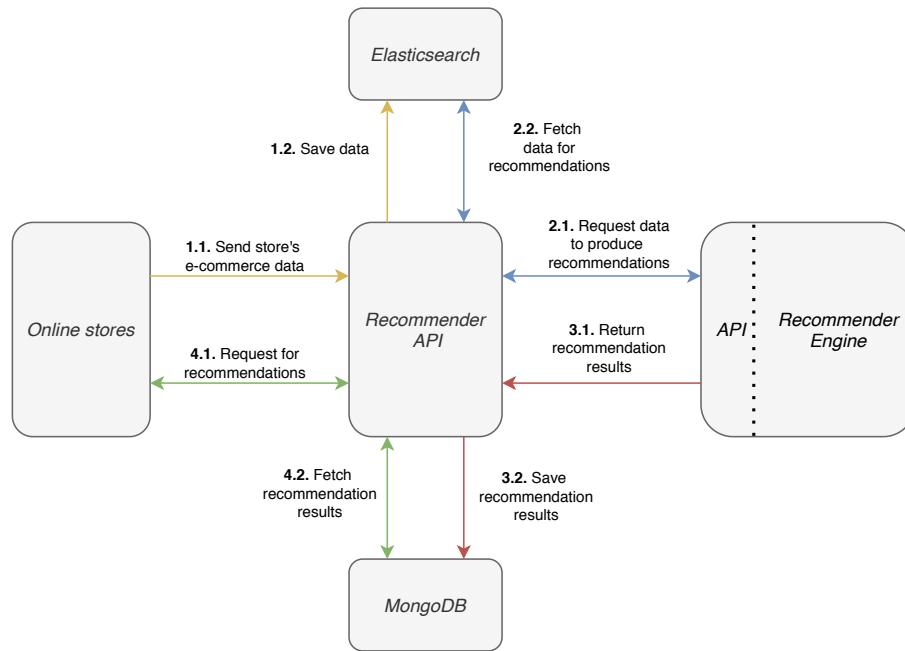 Elasticsearch
1.2. Save data
2.2. Fetch
data for
recommendations
1.1. Send store's
e-commerce data
2.1. Request data
to produce
recommendations
Online stores
4.1. Request for
recommendations
Recommender
API
3.1. Return
recommendation
results
API
Recommender
Engine
4.2. Fetch
recommendation
results
3.2. Save
recommendation
results
MongoDB